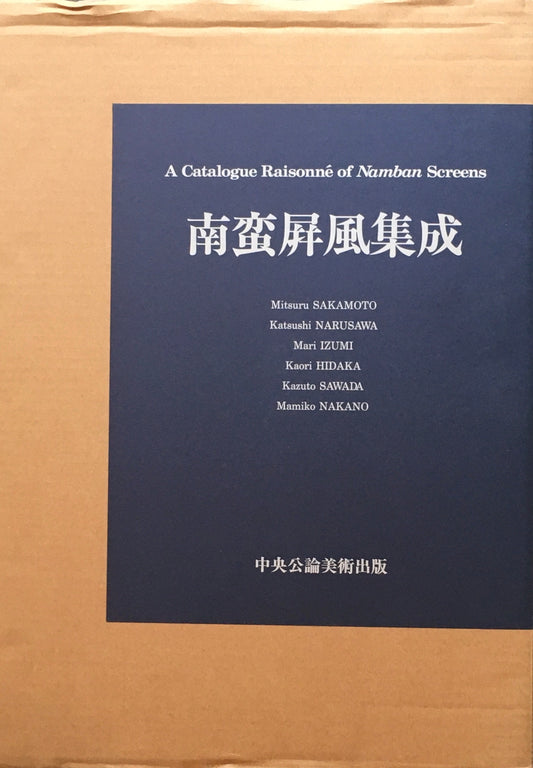 A Catalogue Raisonné of Namban Screens
南蛮屛風集成
Mitsuru SAKAMOTO
Katsushi NARUSAWA
Mari IZUMI
Kaori HIDAKA
Kazuto SAWADA
Mamiko NAKANO
中央公論美術出版